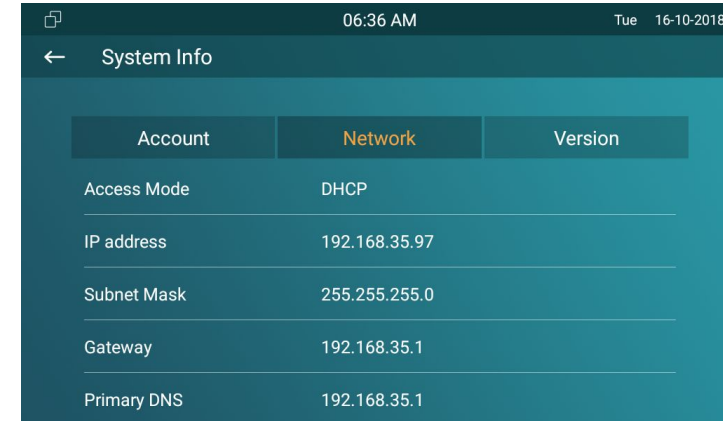 06:36 AM Tue 16-10-2018
← System Info
Account Network Version
Access Mode DHCP
IP address 192.168.35.97
Subnet Mask 255.255.255.0
Gateway 192.168.35.1
Primary DNS 192.168.35.1